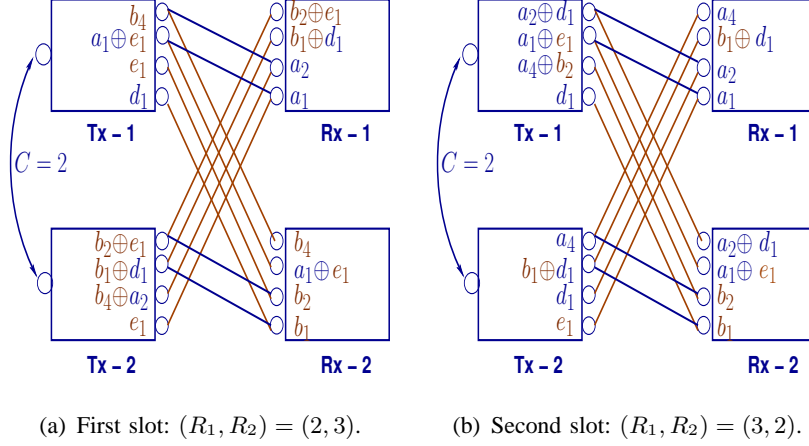 b₄
a₁⊕e₁
e₁
d₁
Tx – 1
b₂⊕e₁
b₁⊕d₁
a₂
a₁
Rx – 1
C = 2
b₂⊕e₁
b₁⊕d₁
b₄⊕a₂
e₁
Tx – 2
b₄
a₁⊕e₁
b₂
b₁
Rx – 2
(a) First slot: (R₁, R₂) = (2, 3).
a₂⊕d₁
a₁⊕e₁
a₄⊕b₂
d₁
Tx – 1
a₄
b₁⊕d₁
a₂
a₁
Rx – 1
C = 2
a₄
b₁⊕d₁
d₁
e₁
Tx – 2
a₂⊕d₁
a₁⊕e₁
b₂
b₁
Rx – 2
(b) Second slot: (R₁, R₂) = (3, 2).